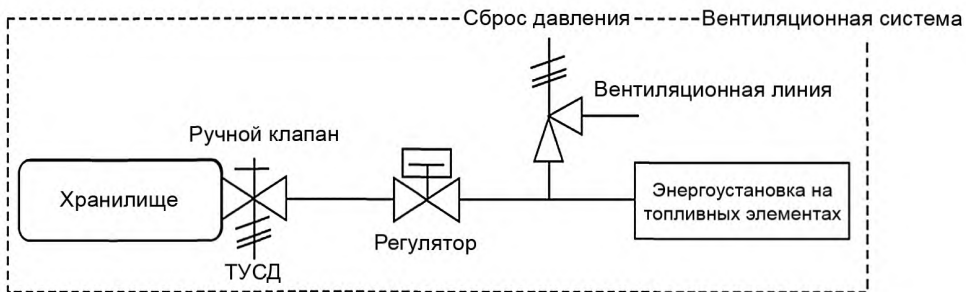 Сброс давления
Вентиляционная система
Вентиляционная линия
Ручной клапан
Хранилище
Энергоустановка на
топливных элементах
Регулятор
ТУСД